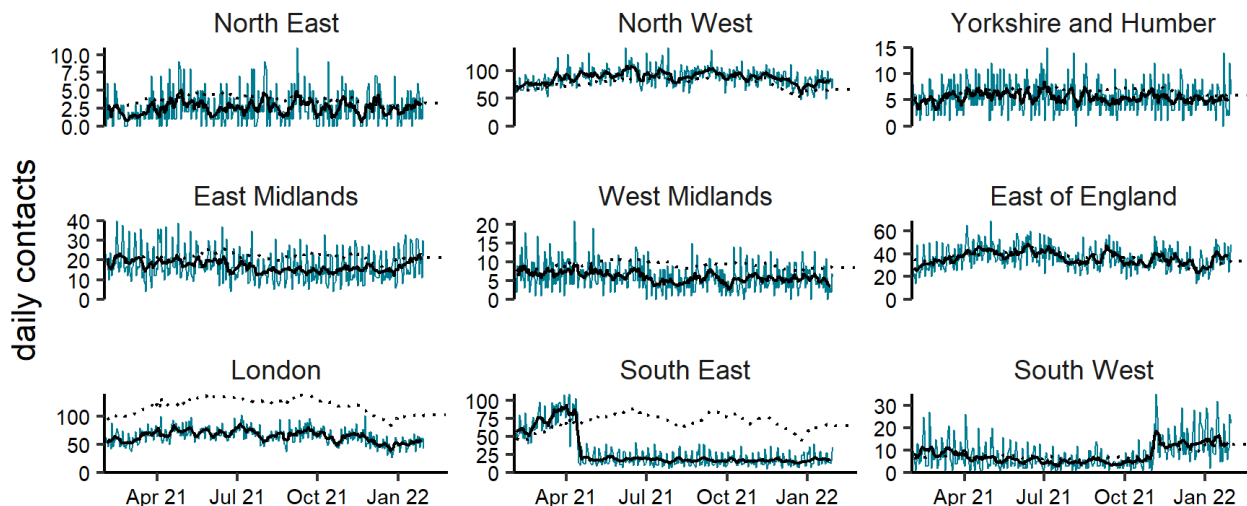 North East
North West
Yorkshire and Humber
10.0
7.5
5.0
2.5
0.0
100
50
0
15
10
5
0
daily contacts
East Midlands
West Midlands
East of England
40
30
20
10
0
20
15
10
5
0
60
40
20
0
London
South East
South West
100
50
0
100
75
50
25
0
30
20
10
0
Apr 21 Jul 21 Oct 21 Jan 22
Apr 21 Jul 21 Oct 21 Jan 22
Apr 21 Jul 21 Oct 21 Jan 22